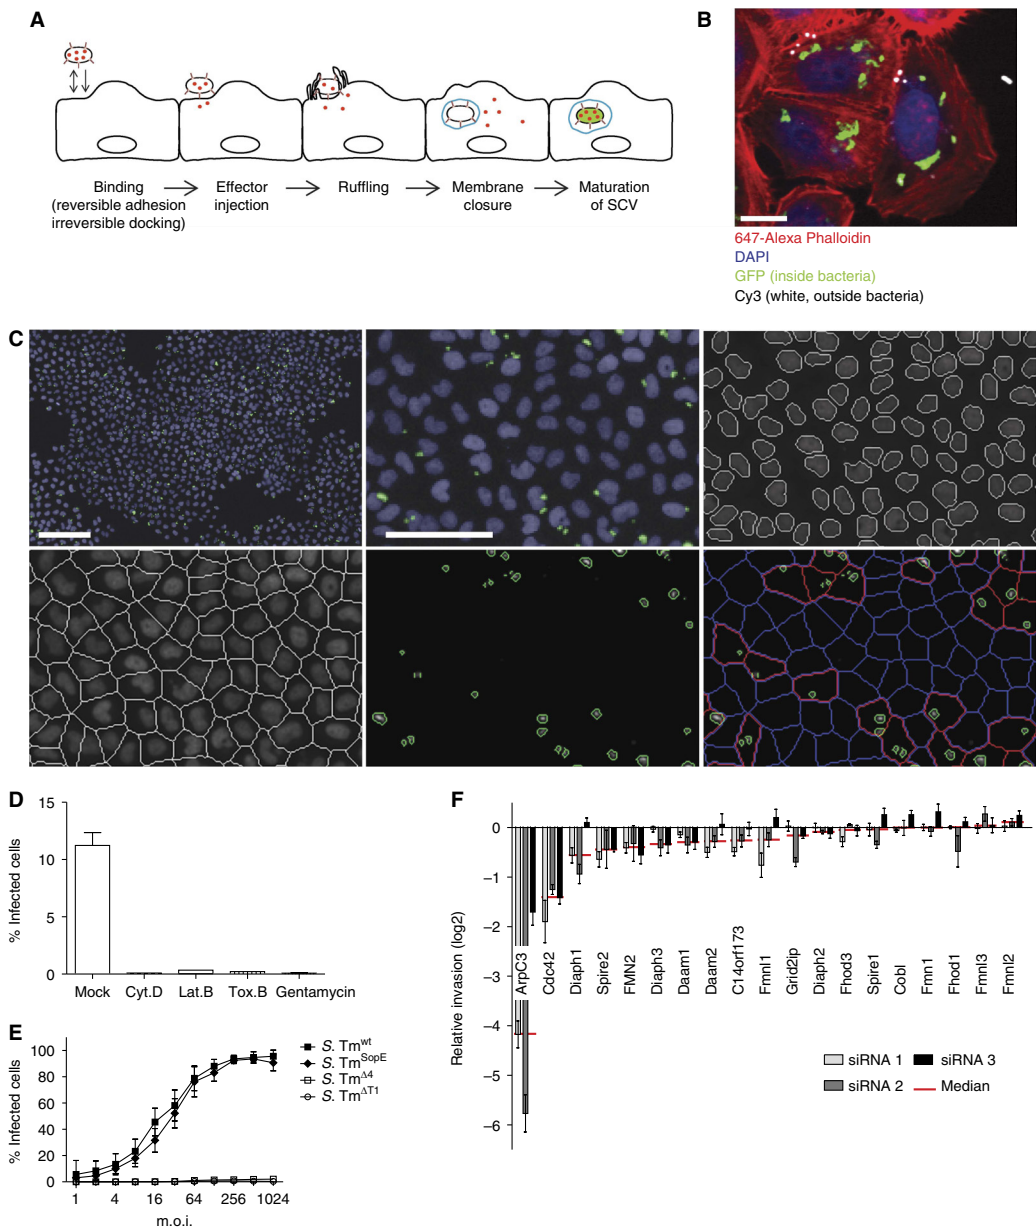 A
Binding
(reversible adhesion
irreversible docking)
Effector
injection
Ruffling
Membrane
closure
Maturation
of SCV
B
647-Alexa Phalloidin
DAPI
GFP (inside bacteria)
Cy3 (white, outside bacteria)
C
D
% Infected cells
15
10
5
0
Mock
Cyt.D
Lat.B
Tox.B
Gentamycin
E
% Infected cells
100
80
60
40
20
0
1
4
16
64
256
1024
m.o.i.
S. Tm^wt
S. Tm^SopE
S. Tm^Δ4
S. Tm^ΔT1
F
Relative invasion (log2)
0
−1
−2
−3
−4
−5
−6
ArpC3
Cdc42
Diaph1
Spire2
FMN2
Diaph3
Daam1
Daam2
C14orf173
Fmnl1
Grid2ip
Diaph2
Fhod3
Spire1
Cobl
Fmn1
Fhod1
Fmnl3
Fmnl2
siRNA 1
siRNA 2
siRNA 3
Median